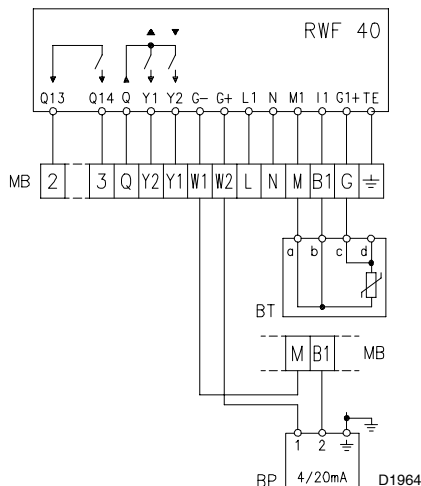 RWF 40
Q13 Q14 Q Y1 Y2 G- G+ L1 N M1 I1 G1+ TE
MB 2 3 Q Y2 Y1 W1 W2 L N M B1 G
a b c d
BT
M B1 MB
1 2
BP 4/20mA D1964